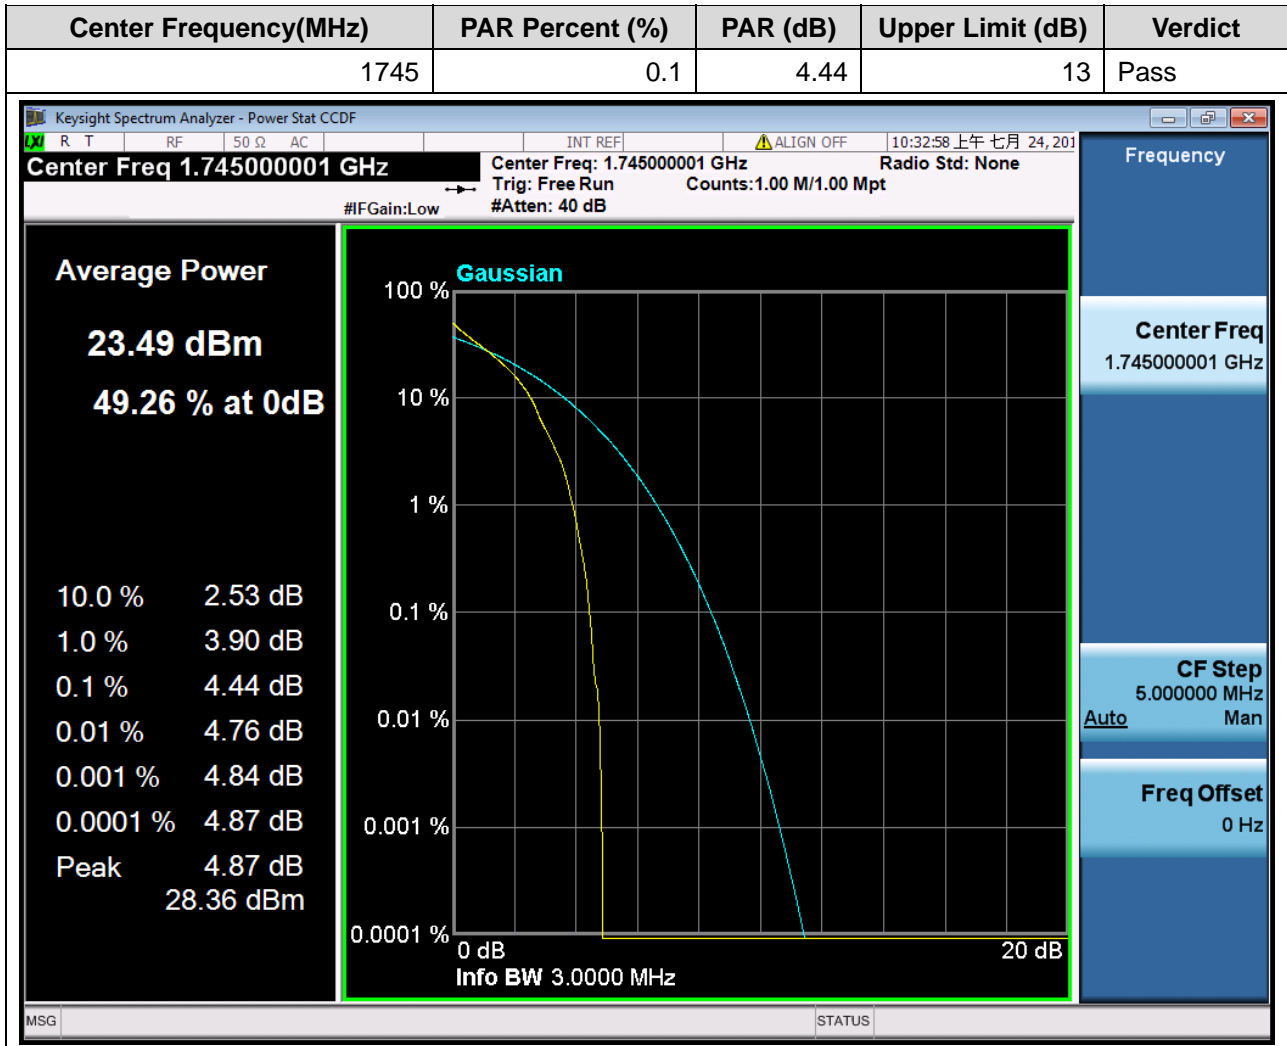 Center Frequency(MHz) PAR Percent (%) PAR (dB) Upper Limit (dB) Verdict
1745 0.1 4.44 13 Pass
Keysight Spectrum Analyzer - Power Stat CCDF
LXI R T RF 50 Ω AC INT REF ALIGN OFF 10:32:58 上午 七月 24, 201
Center Freq 1.745000001 GHz
Center Freq: 1.745000001 GHz Radio Std: None
Trig: Free Run Counts:1.00 M/1.00 Mpt
#IFGain:Low #Atten: 40 dB
Average Power
23.49 dBm
49.26 % at 0dB
10.0 % 2.53 dB
1.0 % 3.90 dB
0.1 % 4.44 dB
0.01 % 4.76 dB
0.001 % 4.84 dB
0.0001 % 4.87 dB
Peak 4.87 dB
28.36 dBm
Gaussian
100 %
10 %
1 %
0.1 %
0.01 %
0.001 %
0.0001 %
0 dB 20 dB
Info BW 3.0000 MHz
Frequency
Center Freq
1.745000001 GHz
CF Step
5.000000 MHz
Auto Man
Freq Offset
0 Hz
MSG STATUS